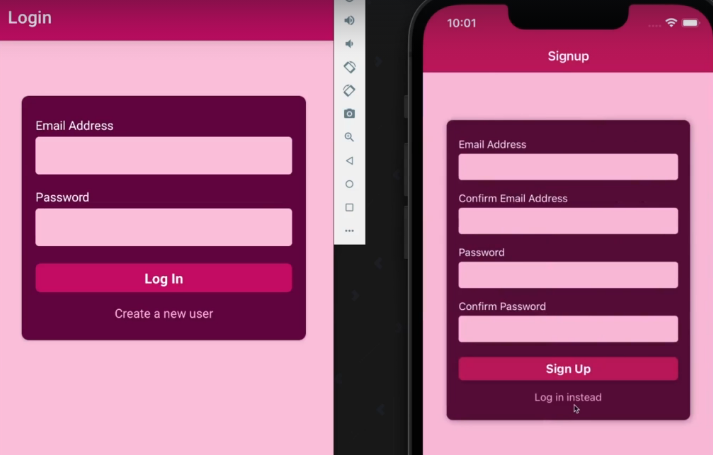 Login
Email Address
Password
Log In
Create a new user
10:01
Signup
Email Address
Confirm Email Address
Password
Confirm Password
Sign Up
Log in instead